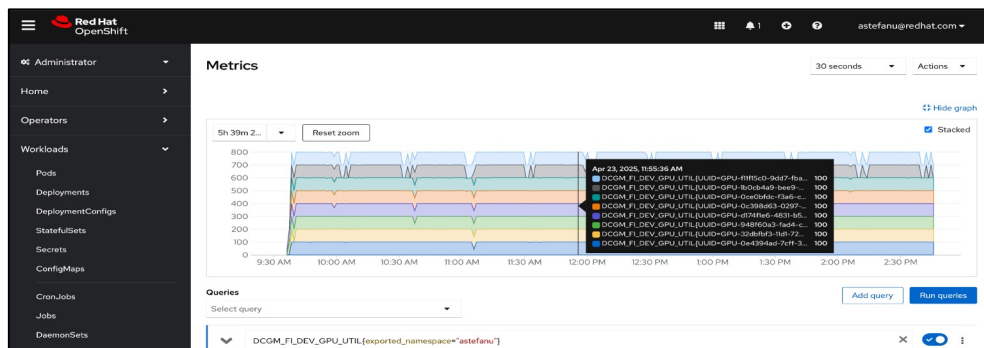 Red Hat
OpenShift
1
astefanu@redhat.com
Administrator
Home
Operators
Workloads
Pods
Deployments
DeploymentConfigs
StatefulSets
Secrets
ConfigMaps
CronJobs
Jobs
DaemonSets
Metrics
30 seconds
Actions
Hide graph
5h 39m 2...
Reset zoom
Stacked
800
700
600
500
400
300
200
100
0
9:30 AM 10:00 AM 10:30 AM 11:00 AM 11:30 AM 12:00 PM 12:30 PM 1:00 PM 1:30 PM 2:00 PM 2:30 PM
Apr 23, 2025, 11:55:36 AM
DCGM_FI_DEV_GPU_UTIL{UUID=GPU-f11f15c0-9dd7-fba... 100
DCGM_FI_DEV_GPU_UTIL{UUID=GPU-1b0cb4a9-bee9-... 100
DCGM_FI_DEV_GPU_UTIL{UUID=GPU-0ce0bfdc-f3a6-c... 100
DCGM_FI_DEV_GPU_UTIL{UUID=GPU-0c398d63-0297-... 100
DCGM_FI_DEV_GPU_UTIL{UUID=GPU-d174f1e6-4831-b5... 100
DCGM_FI_DEV_GPU_UTIL{UUID=GPU-948f60a3-fad4-c... 100
DCGM_FI_DEV_GPU_UTIL{UUID=GPU-32dbfbf3-11d1-72... 100
DCGM_FI_DEV_GPU_UTIL{UUID=GPU-0e4394ad-7cff-3... 100
Queries
Select query
Add query
Run queries
DCGM_FI_DEV_GPU_UTIL{exported_namespace="astefanu"}